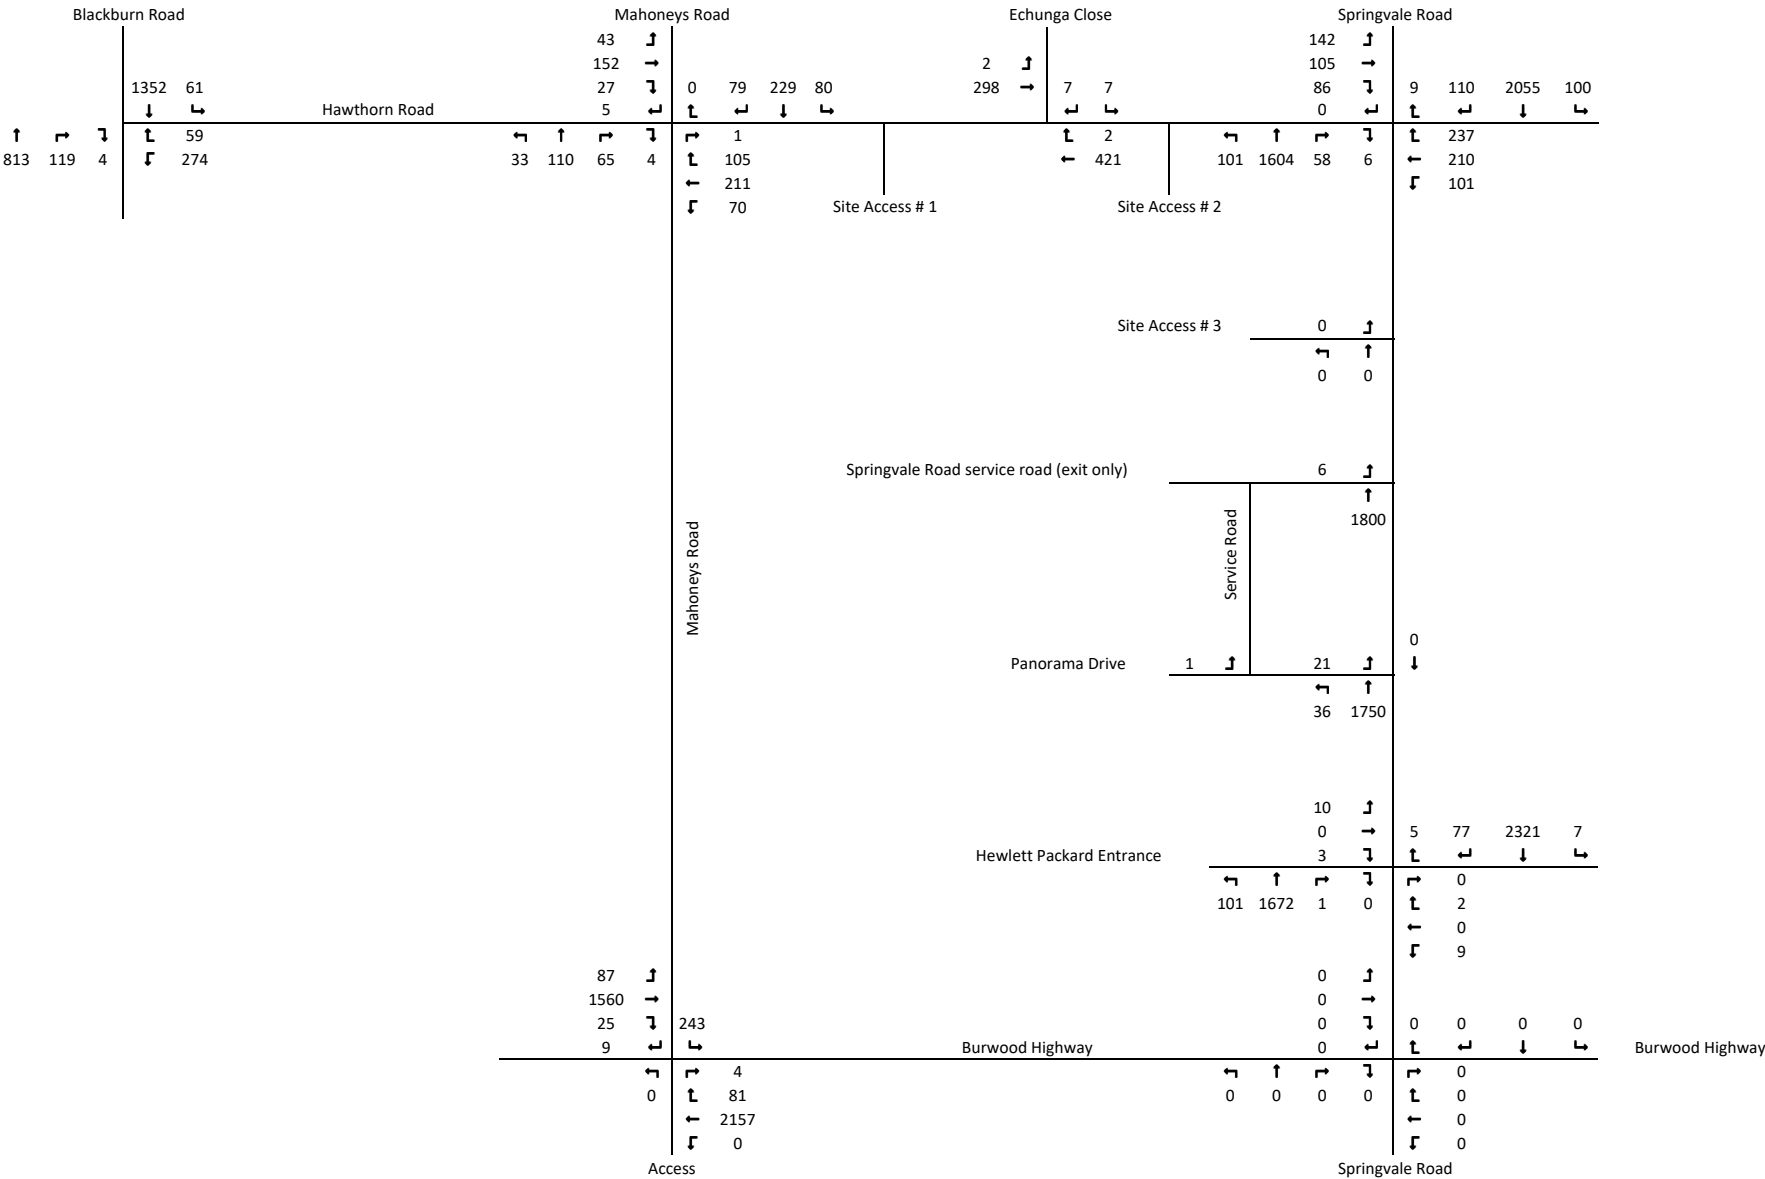 Blackburn Road Mahoneys Road Echunga Close Springvale Road
43 142
152 2 105
1352 61 27 0 79 229 80 298 7 7 86 9 110 2055 100
Hawthorn Road 5 0
59 1 2 237
813 119 4 274 33 110 65 4 105 421 101 1604 58 6 210
211 101
70 Site Access # 1 Site Access # 2
Site Access # 3 0
0 0
Springvale Road service road (exit only) 6
1800
Service Road
Mahoneys Road
0
Panorama Drive 1 21
36 1750
10
0 5 77 2321 7
Hewlett Packard Entrance 3
0
101 1672 1 0 2
0
9
87 0
1560 0
25 243 0 0 0 0 0
9 Burwood Highway 0 Burwood Highway
4 0
0 81 0 0 0 0 0
2157 0
0 0
Access Springvale Road